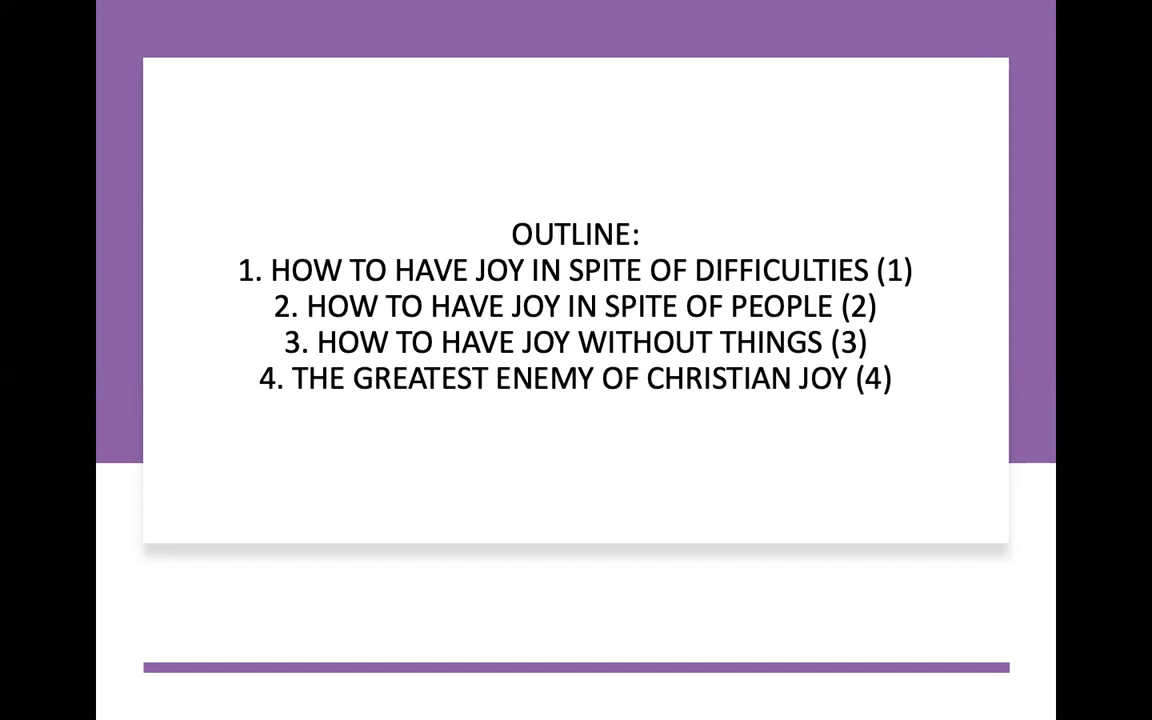 OUTLINE:
1. HOW TO HAVE JOY IN SPITE OF DIFFICULTIES (1)
2. HOW TO HAVE JOY IN SPITE OF PEOPLE (2)
3. HOW TO HAVE JOY WITHOUT THINGS (3)
4. THE GREATEST ENEMY OF CHRISTIAN JOY (4)